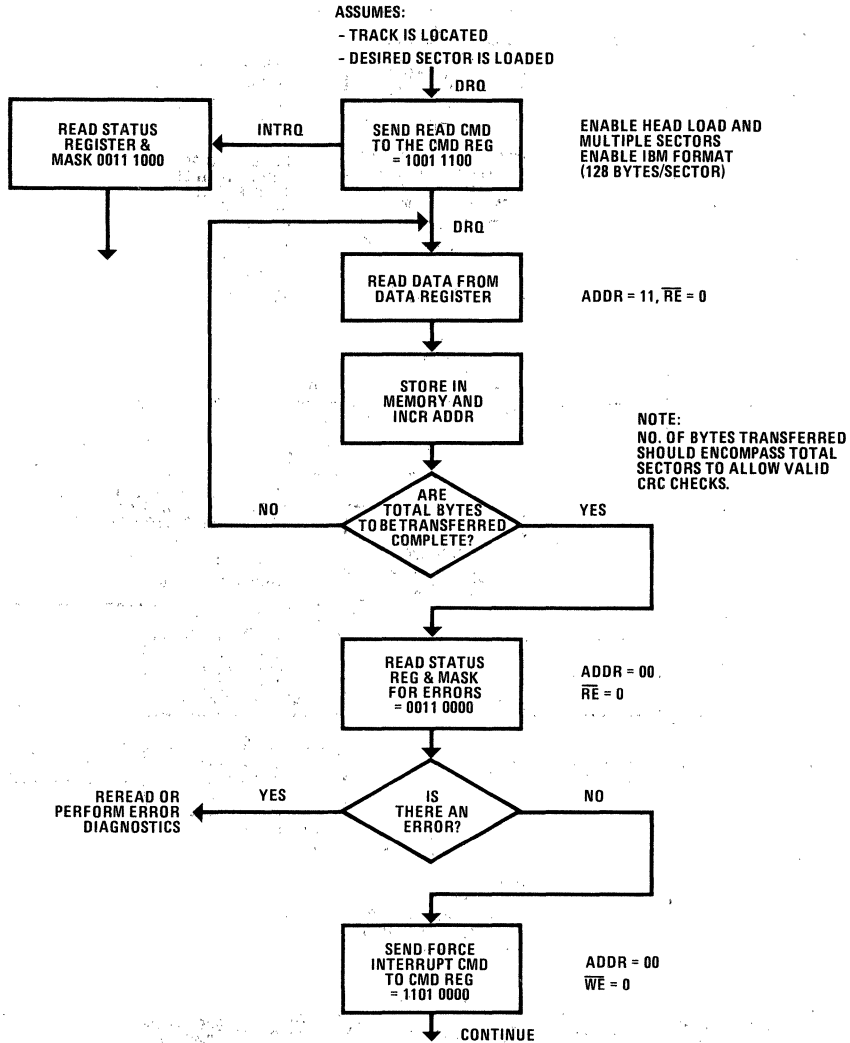 ASSUMES:
- TRACK IS LOCATED
- DESIRED SECTOR IS LOADED
DRQ
READ STATUS
REGISTER &
MASK 0011 1000
INTRQ
SEND READ CMD
TO THE CMD REG
= 1001 1100
ENABLE HEAD LOAD AND
MULTIPLE SECTORS
ENABLE IBM FORMAT
(128 BYTES/SECTOR)
DRQ
READ DATA FROM
DATA REGISTER
ADDR = 11, R̅E̅ = 0
STORE IN
MEMORY AND
INCR ADDR
NOTE:
NO. OF BYTES TRANSFERRED
SHOULD ENCOMPASS TOTAL
SECTORS TO ALLOW VALID
CRC CHECKS.
NO
ARE
TOTAL BYTES
TO BE TRANSFERRED
COMPLETE?
YES
READ STATUS
REG & MASK
FOR ERRORS
= 0011 0000
ADDR = 00
R̅E̅ = 0
REREAD OR
PERFORM ERROR
DIAGNOSTICS
YES
IS
THERE AN
ERROR?
NO
SEND FORCE
INTERRUPT CMD
TO CMD REG
= 1101 0000
ADDR = 00
W̅E̅ = 0
CONTINUE